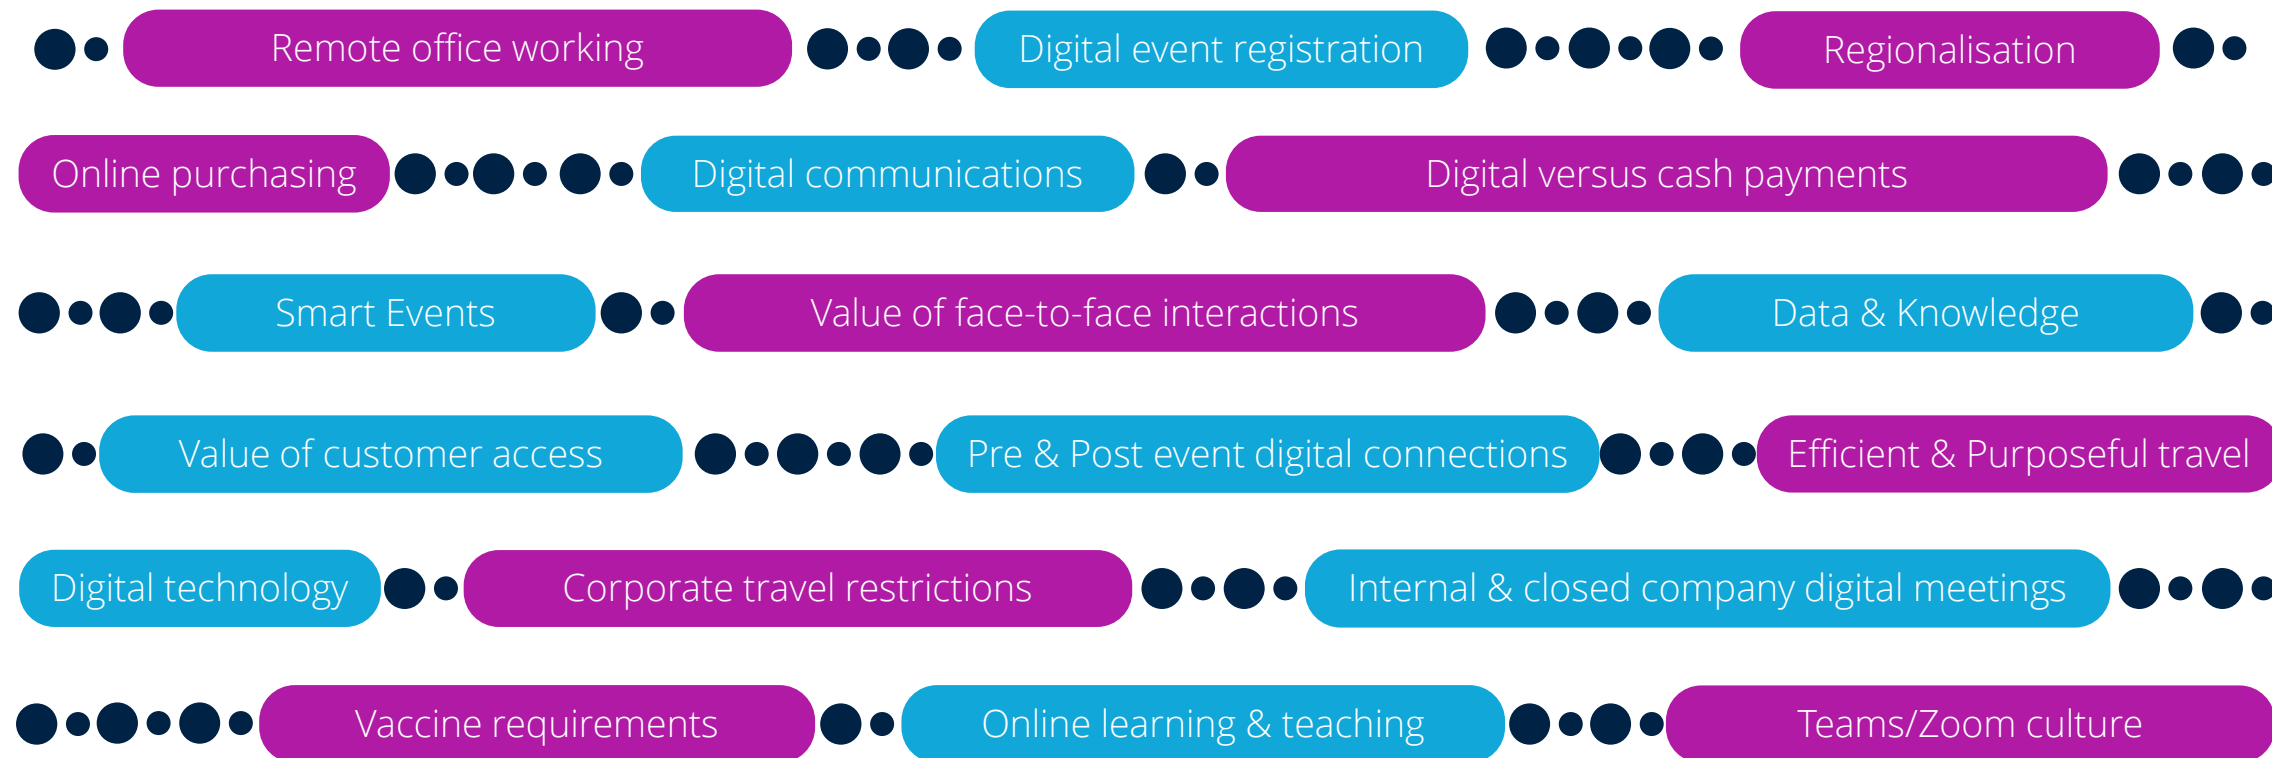 Remote office working
Digital event registration
Regionalisation
Online purchasing
Digital communications
Digital versus cash payments
Smart Events
Value of face-to-face interactions
Data & Knowledge
Value of customer access
Pre & Post event digital connections
Efficient & Purposeful travel
Digital technology
Corporate travel restrictions
Internal & closed company digital meetings
Vaccine requirements
Online learning & teaching
Teams/Zoom culture